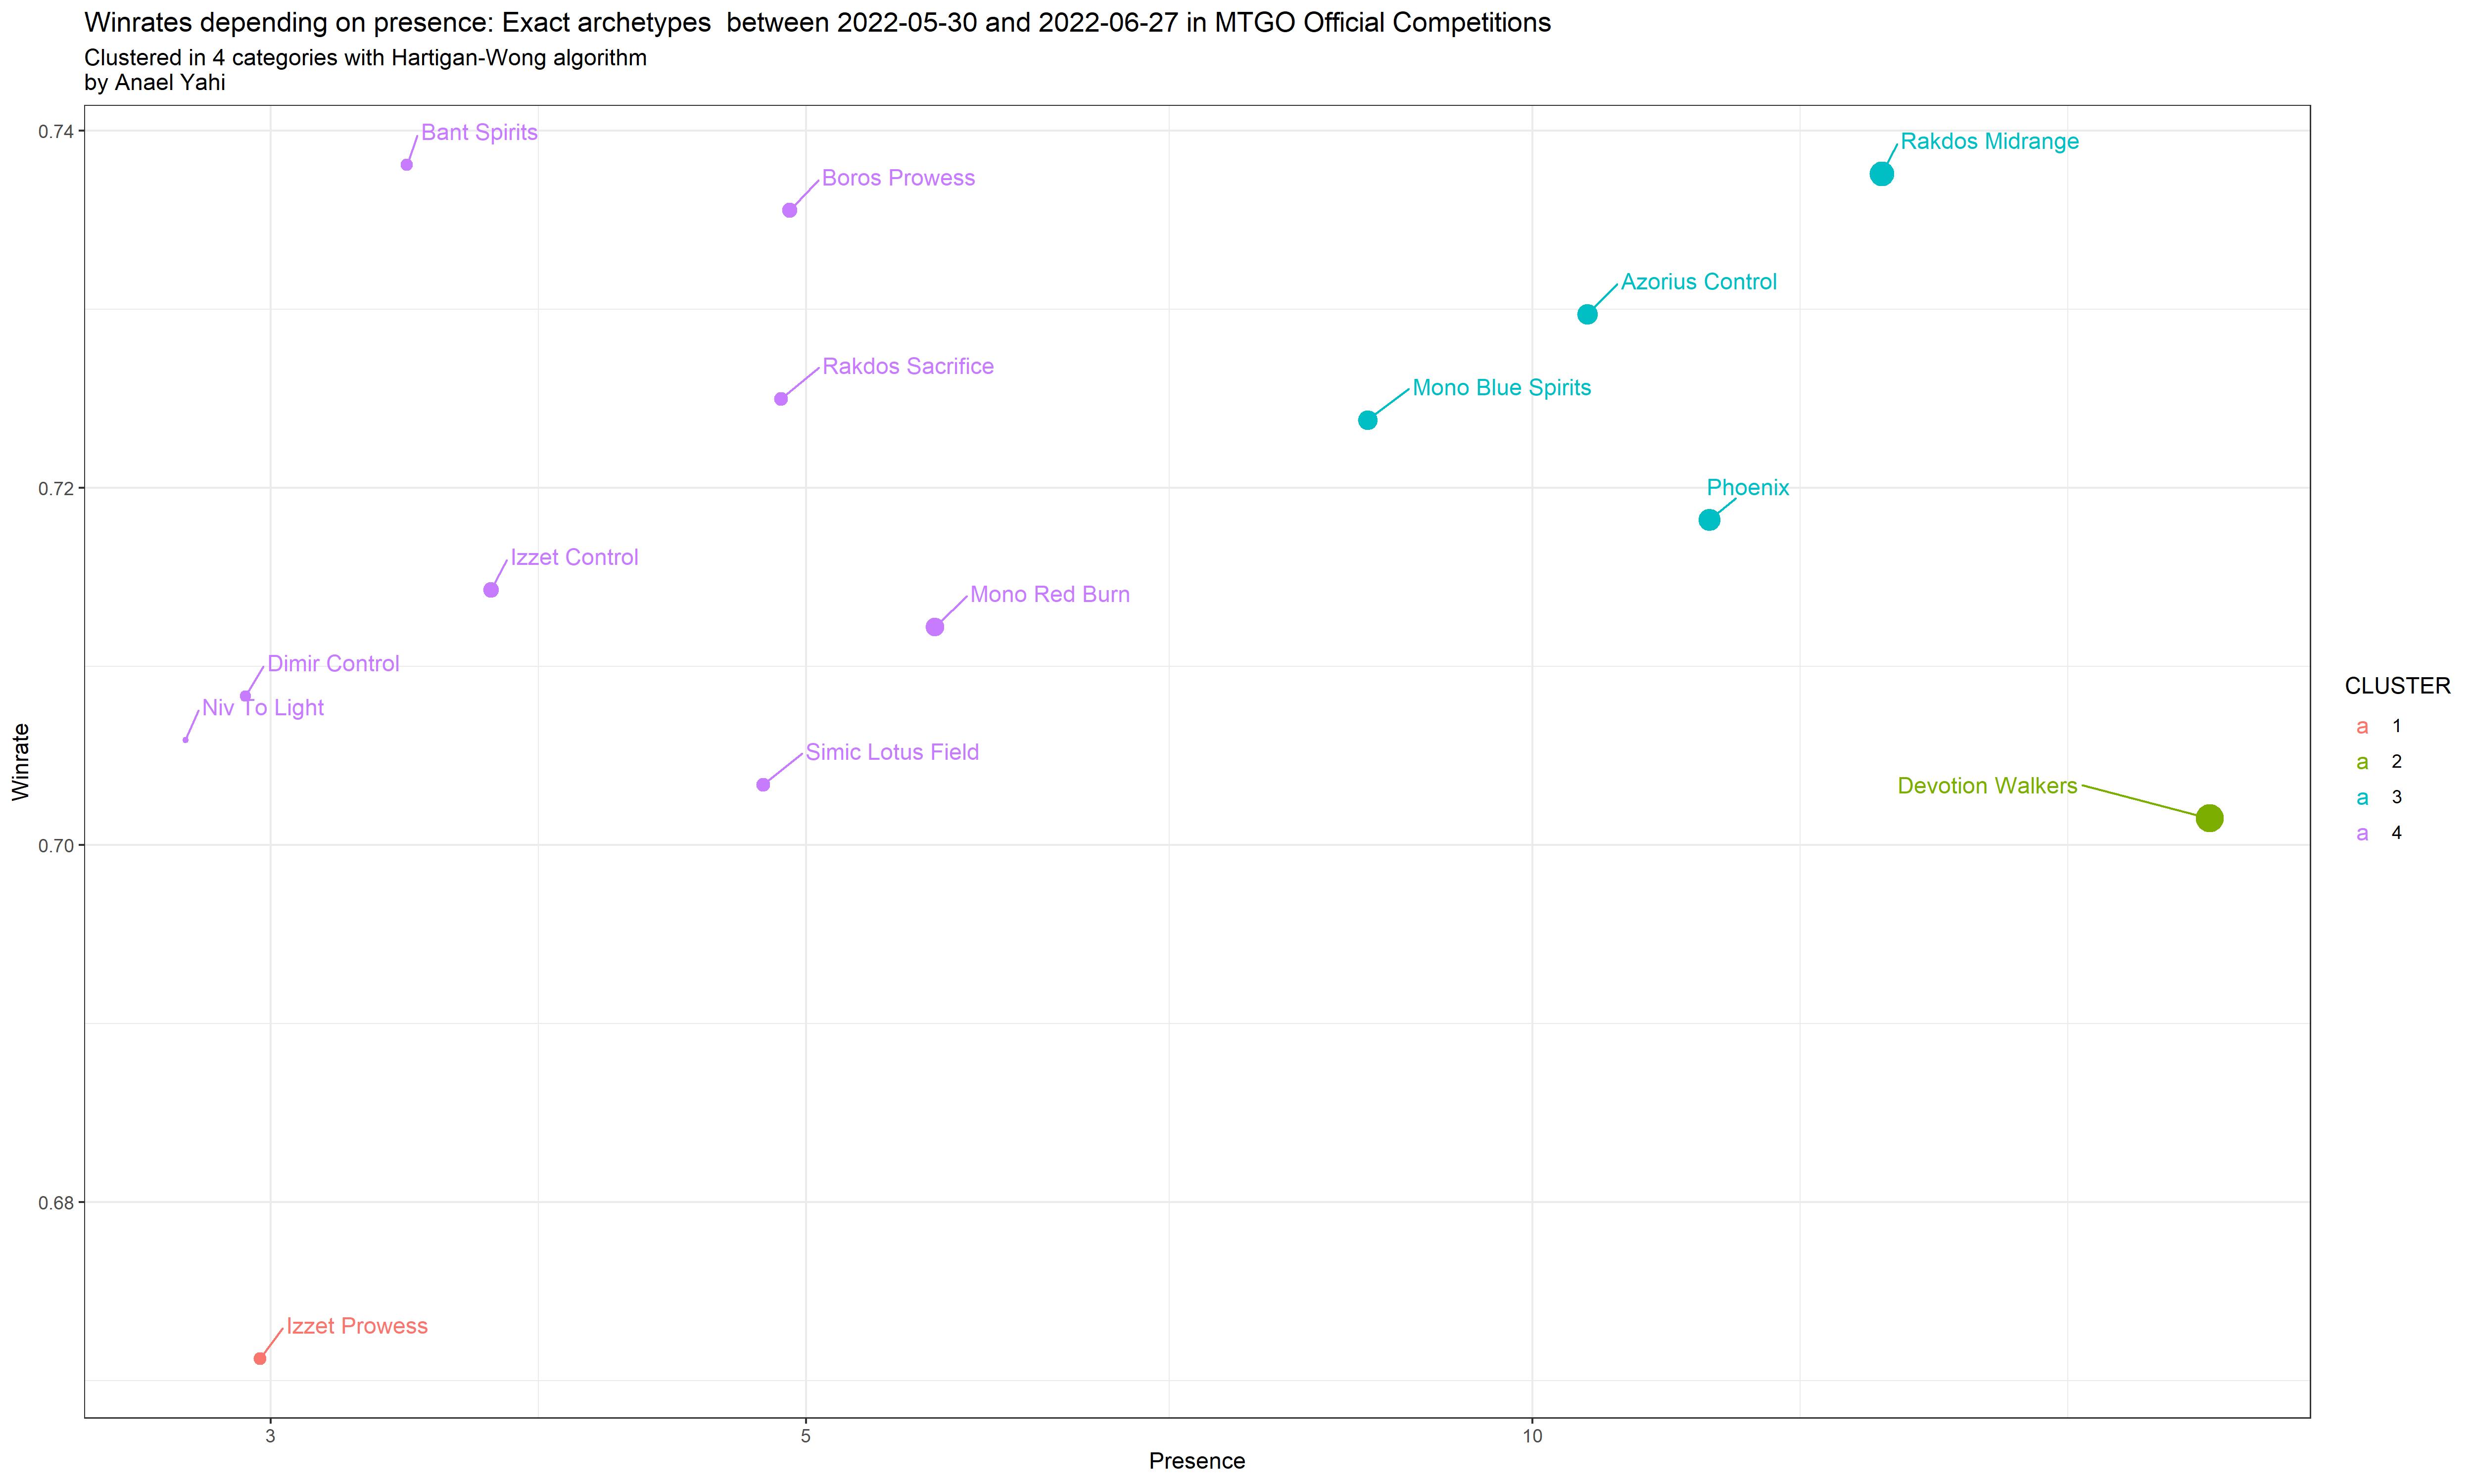 Winrates depending on presence: Exact archetypes  between 2022-05-30 and 2022-06-27 in MTGO Official Competitions
Clustered in 4 categories with Hartigan-Wong algorithm
by Anael Yahi
0.74
0.72
0.70
0.68
Winrate
Bant Spirits
Rakdos Midrange
Boros Prowess
Azorius Control
Rakdos Sacrifice
Mono Blue Spirits
Phoenix
Izzet Control
Mono Red Burn
Dimir Control
Niv To Light
Simic Lotus Field
Devotion Walkers
Izzet Prowess
3
5
10
Presence
CLUSTER
a 1
a 2
a 3
a 4